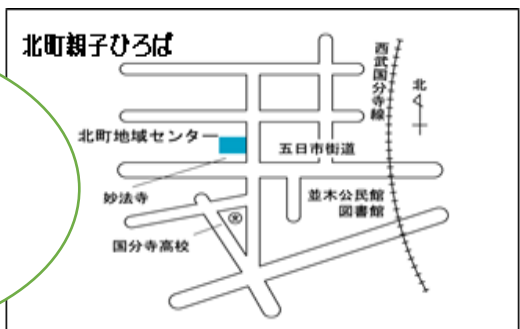 北町親子ひろば
西武国分寺線
北
北町地域センター
五日市街道
妙法寺
並木公民館
図書館
国分寺高校